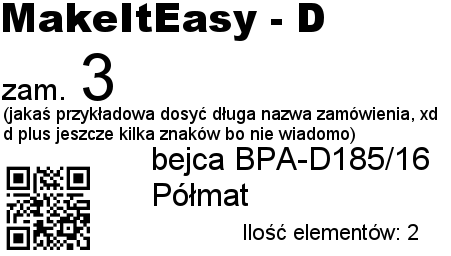 MakeItEasy - D
zam. 3
(jakaś przykładowa dosyć długa nazwa zamówienia, xd
d plus jeszcze kilka znaków bo nie wiadomo)
bejca BPA-D185/16
Półmat
Ilość elementów: 2